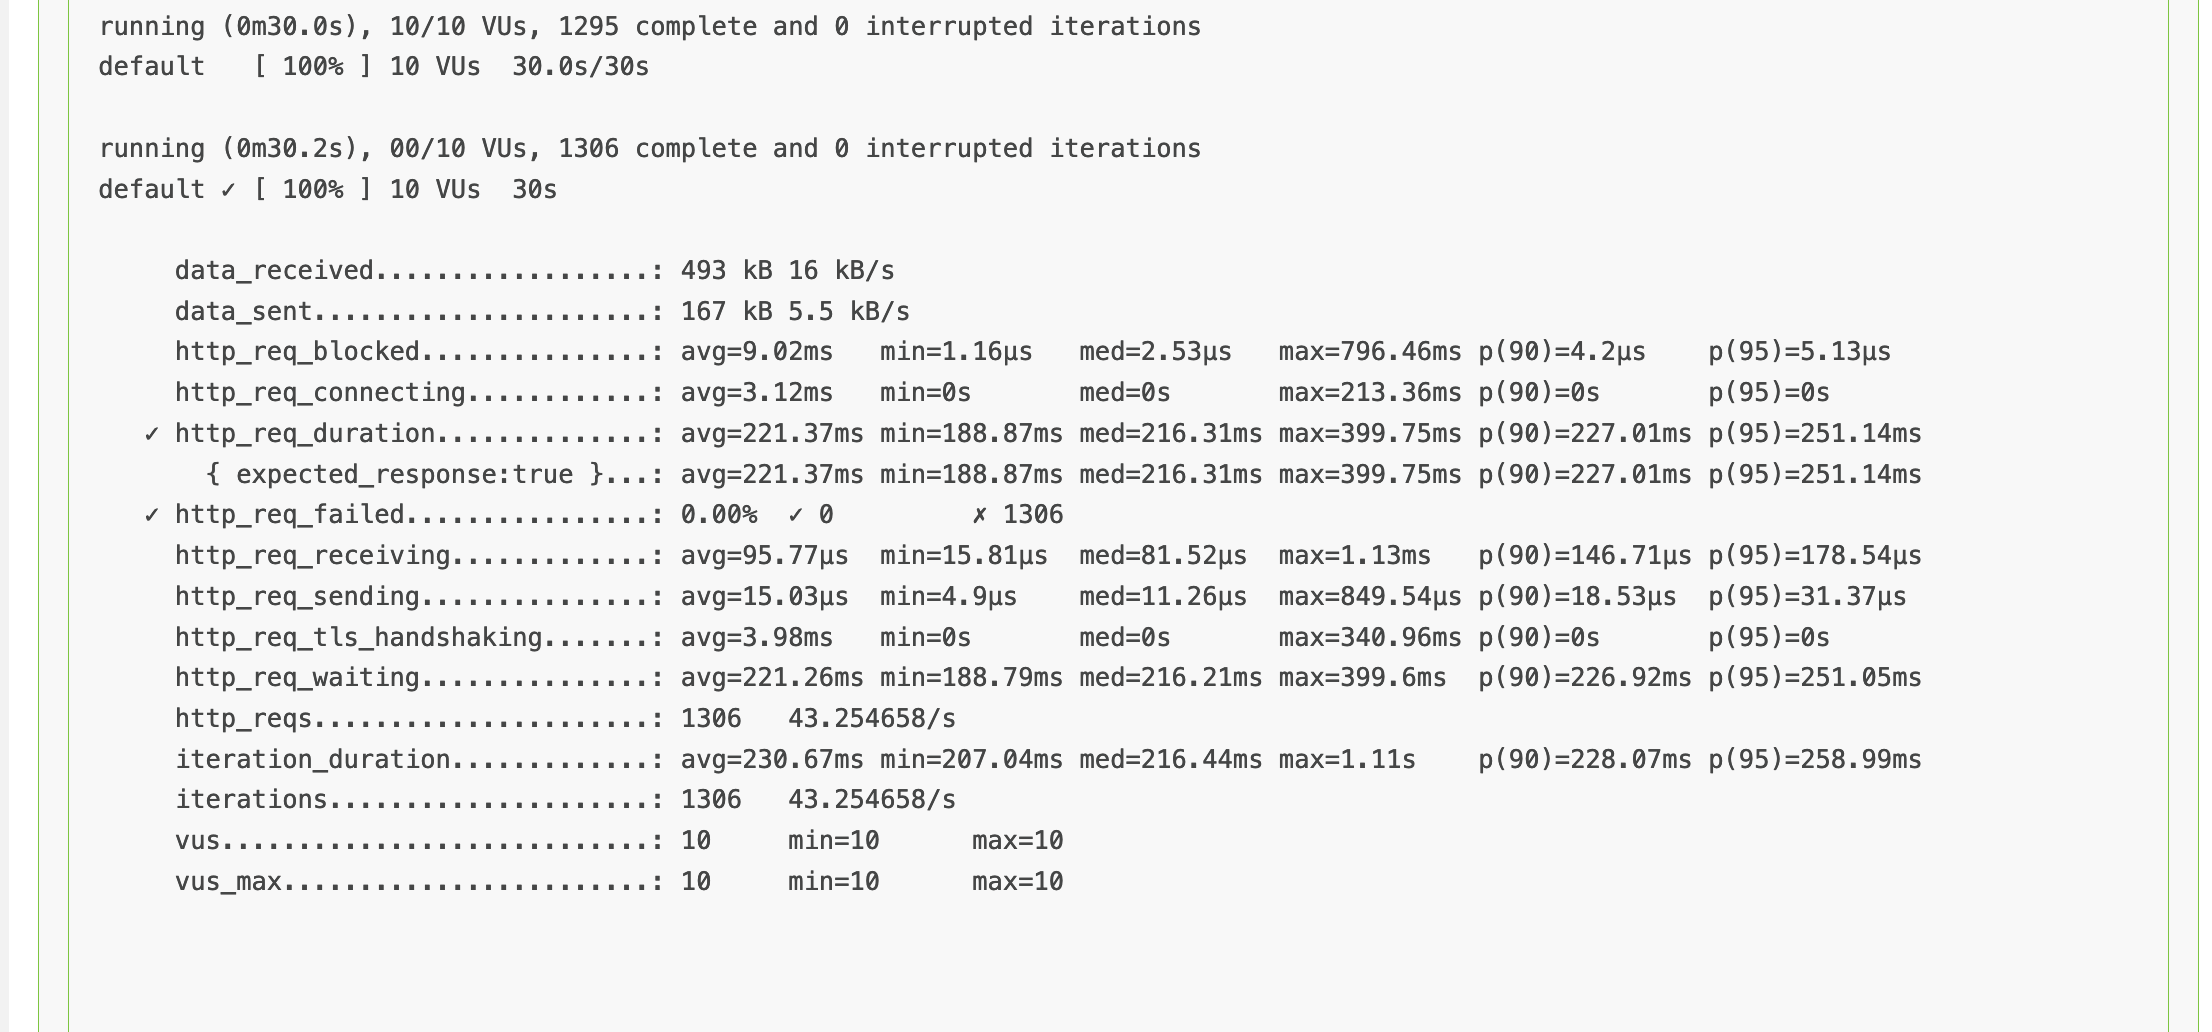 running (0m30.0s), 10/10 VUs, 1295 complete and 0 interrupted iterations
default   [ 100% ] 10 VUs  30.0s/30s
running (0m30.2s), 00/10 VUs, 1306 complete and 0 interrupted iterations
default ✓ [ 100% ] 10 VUs  30s
data_received..................: 493 kB 16 kB/s
data_sent......................: 167 kB 5.5 kB/s
http_req_blocked...............: avg=9.02ms   min=1.16µs   med=2.53µs   max=796.46ms p(90)=4.2µs    p(95)=5.13µs
http_req_connecting............: avg=3.12ms   min=0s       med=0s       max=213.36ms p(90)=0s       p(95)=0s
✓ http_req_duration..............: avg=221.37ms min=188.87ms med=216.31ms max=399.75ms p(90)=227.01ms p(95)=251.14ms
{ expected_response:true }...: avg=221.37ms min=188.87ms med=216.31ms max=399.75ms p(90)=227.01ms p(95)=251.14ms
✓ http_req_failed................: 0.00%  ✓ 0         ✗ 1306
http_req_receiving.............: avg=95.77µs  min=15.81µs  med=81.52µs  max=1.13ms   p(90)=146.71µs p(95)=178.54µs
http_req_sending...............: avg=15.03µs  min=4.9µs    med=11.26µs  max=849.54µs p(90)=18.53µs  p(95)=31.37µs
http_req_tls_handshaking.......: avg=3.98ms   min=0s       med=0s       max=340.96ms p(90)=0s       p(95)=0s
http_req_waiting...............: avg=221.26ms min=188.79ms med=216.21ms max=399.6ms  p(90)=226.92ms p(95)=251.05ms
http_reqs......................: 1306   43.254658/s
iteration_duration.............: avg=230.67ms min=207.04ms med=216.44ms max=1.11s    p(90)=228.07ms p(95)=258.99ms
iterations.....................: 1306   43.254658/s
vus............................: 10     min=10      max=10
vus_max........................: 10     min=10      max=10